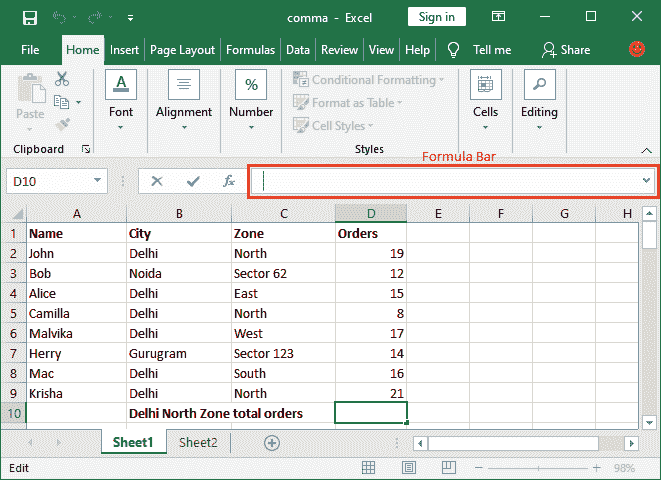 comma - Excel Sign in
File Home Insert Page Layout Formulas Data Review View Help Tell me Share
Paste Font Alignment Number % Conditional Formatting Format as Table Cell Styles Cells Editing
Clipboard Styles
Formula Bar
D10 fx
A B C D E F G H
1 Name City Zone Orders
2 John Delhi North 19
3 Bob Noida Sector 62 12
4 Alice Delhi East 15
5 Camilla Delhi North 8
6 Malvika Delhi West 17
7 Herry Gurugram Sector 123 14
8 Mac Delhi South 16
9 Krisha Delhi North 21
10 Delhi North Zone total orders
Sheet1 Sheet2
Edit 98%